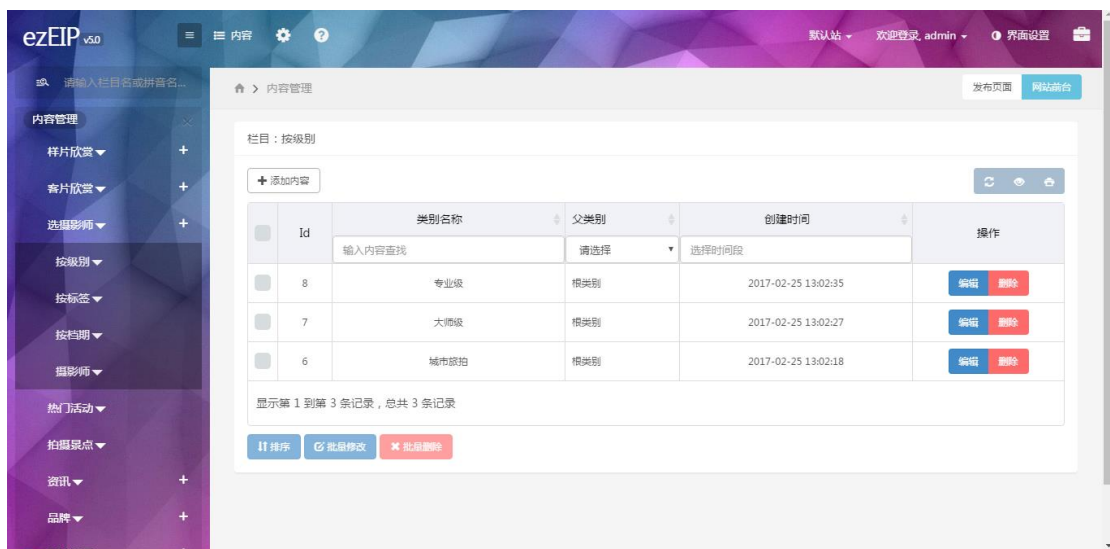 ezEIP v5.0
内容
默认站
欢迎登录, admin
界面设置
请输入栏目名或拼音名...
内容管理
发布页面
网站前台
内容管理
样片欣赏
客片欣赏
选摄影师
按级别
按标签
按档期
摄影师
热门活动
拍摄景点
资讯
品牌
栏目：按级别
添加内容
Id 类别名称 父类别 创建时间 操作
输入内容查找 请选择 选择时间段
8 专业级 根类别 2017-02-25 13:02:35 编辑 删除
7 大师级 根类别 2017-02-25 13:02:27 编辑 删除
6 城市旅拍 根类别 2017-02-25 13:02:18 编辑 删除
显示第 1 到第 3 条记录，总共 3 条记录
排序 批量修改 批量删除